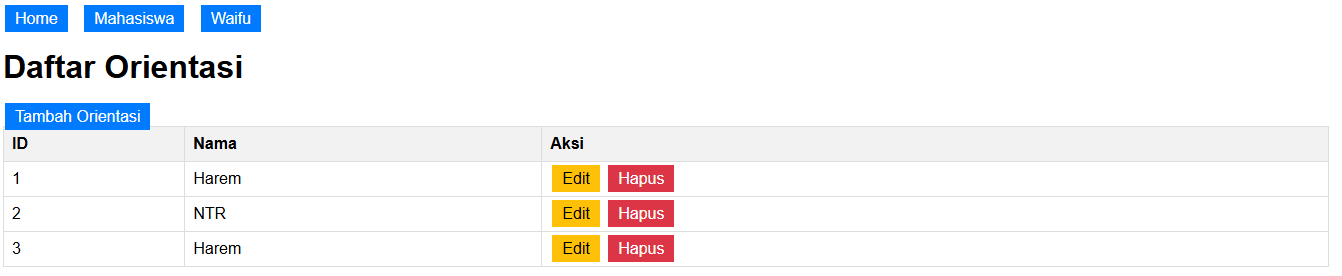 Home Mahasiswa Waifu
Daftar Orientasi
Tambah Orientasi
ID Nama Aksi
1 Harem Edit Hapus
2 NTR Edit Hapus
3 Harem Edit Hapus